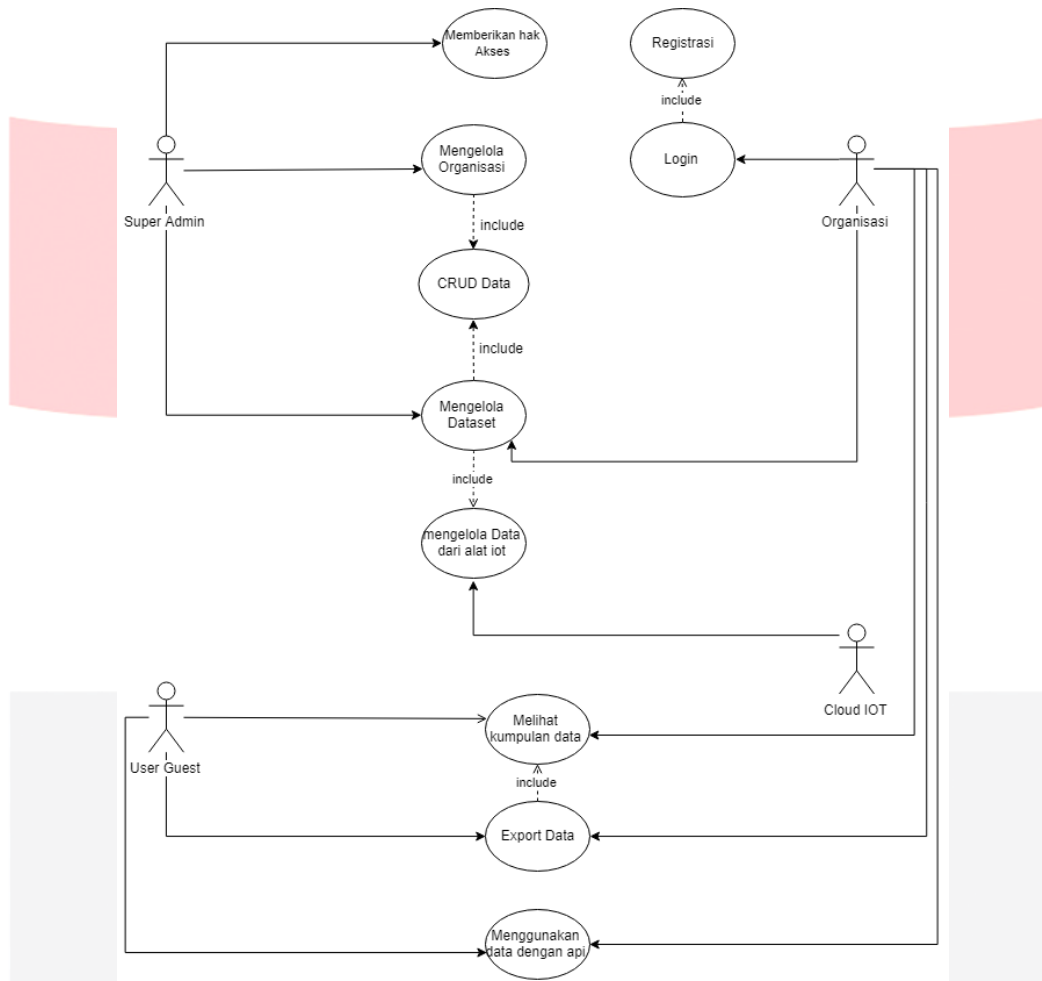 Memberikan hak
Akses
Registrasi
include
Mengelola
Organisasi
Login
Super Admin
Organisasi
include
CRUD Data
include
Mengelola
Dataset
include
mengelola Data
dari alat iot
Cloud IOT
Melihat
kumpulan data
User Guest
include
Export Data
Menggunakan
data dengan api